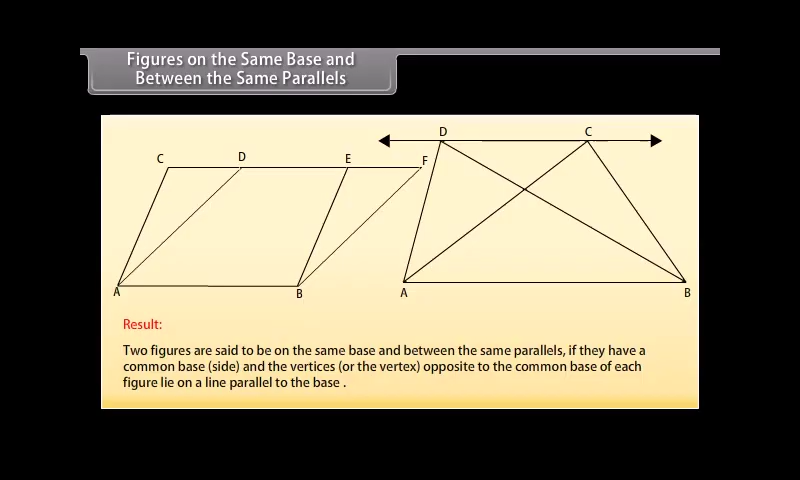 Figures on the Same Base and
Between the Same Parallels
D C
C D E F
A B
A B
Result:
Two figures are said to be on the same base and between the same parallels, if they have a
common base (side) and the vertices (or the vertex) opposite to the common base of each
figure lie on a line parallel to the base .